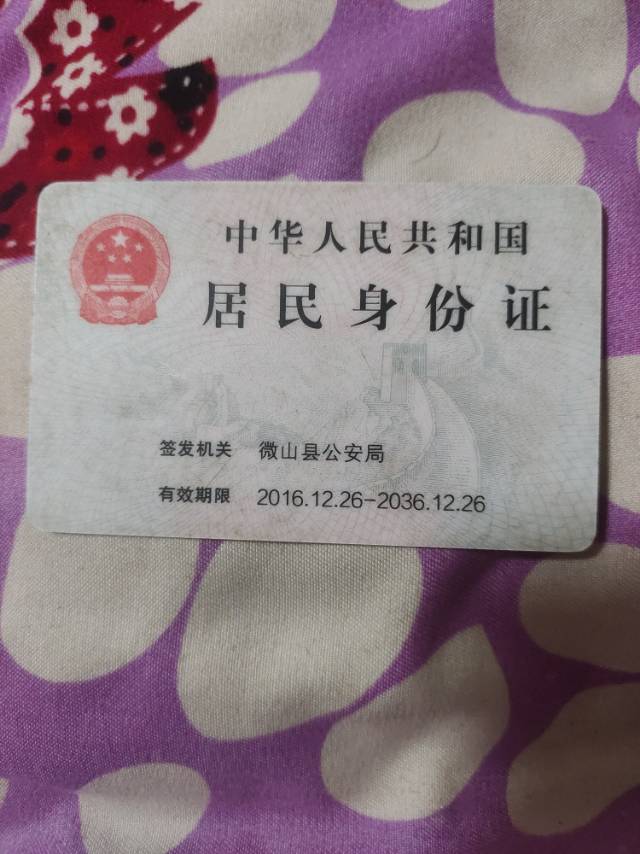 中华人民共和国
居民身份证
签发机关 微山县公安局
有效期限 2016.12.26-2036.12.26